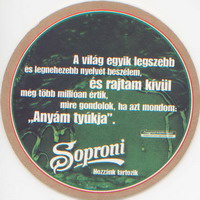 A világ egyik legszebb
és legnehezebb nyelvét beszélem,
és rajtam kívül
még több millióan értik,
mire gondolok, ha azt mondom:
„Anyám tyúkja”.
Soproni
Hozzánk tartozik